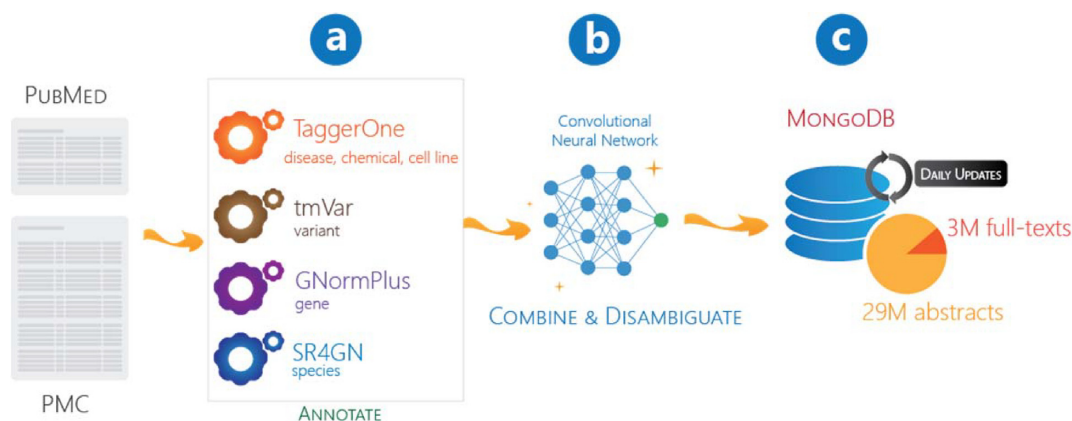 a
b
c
PUBMED
PMC
TaggerOne
disease, chemical, cell line
tmVar
variant
GNormPlus
gene
SR4GN
species
ANNOTATE
Convolutional
Neural Network
COMBINE & DISAMBIGUATE
MONGODB
DAILY UPDATES
3M full-texts
29M abstracts